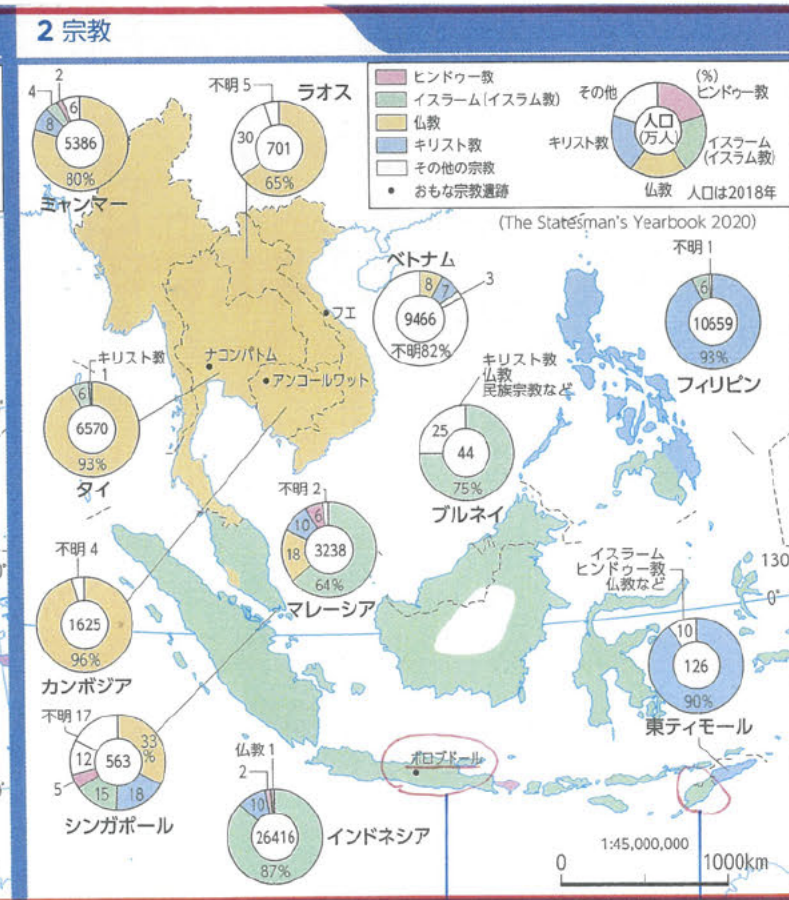 2 宗教
2
4
8
6
5386
80%
ミャンマー
不明 5
ラオス
30
701
65%
ヒンドゥー教
イスラーム(イスラム教)
仏教
キリスト教
その他の宗教
おもな宗教遺跡
(%)
その他
ヒンドゥー教
人口
(万人)
キリスト教
イスラーム
(イスラム教)
仏教
人口は2018年
(The Statesman's Yearbook 2020)
ベトナム
8
7
3
9466
不明82%
不明 1
6
10659
93%
フィリピン
フエ
ナコンパトム
アンコールワット
キリスト教
1
6
6570
93%
タイ
キリスト教
仏教
民族宗教など
25
44
75%
ブルネイ
不明 2
10
6
18
3238
64%
マレーシア
不明 4
1625
96%
カンボジア
イスラーム
ヒンドゥー教
仏教など
10
126
90%
東ティモール
130
0°
不明 17
33
%
12
563
5
15
18
シンガポール
仏教 1
2
10
26416
87%
インドネシア
ボロブドール
1:45,000,000
0
1000km